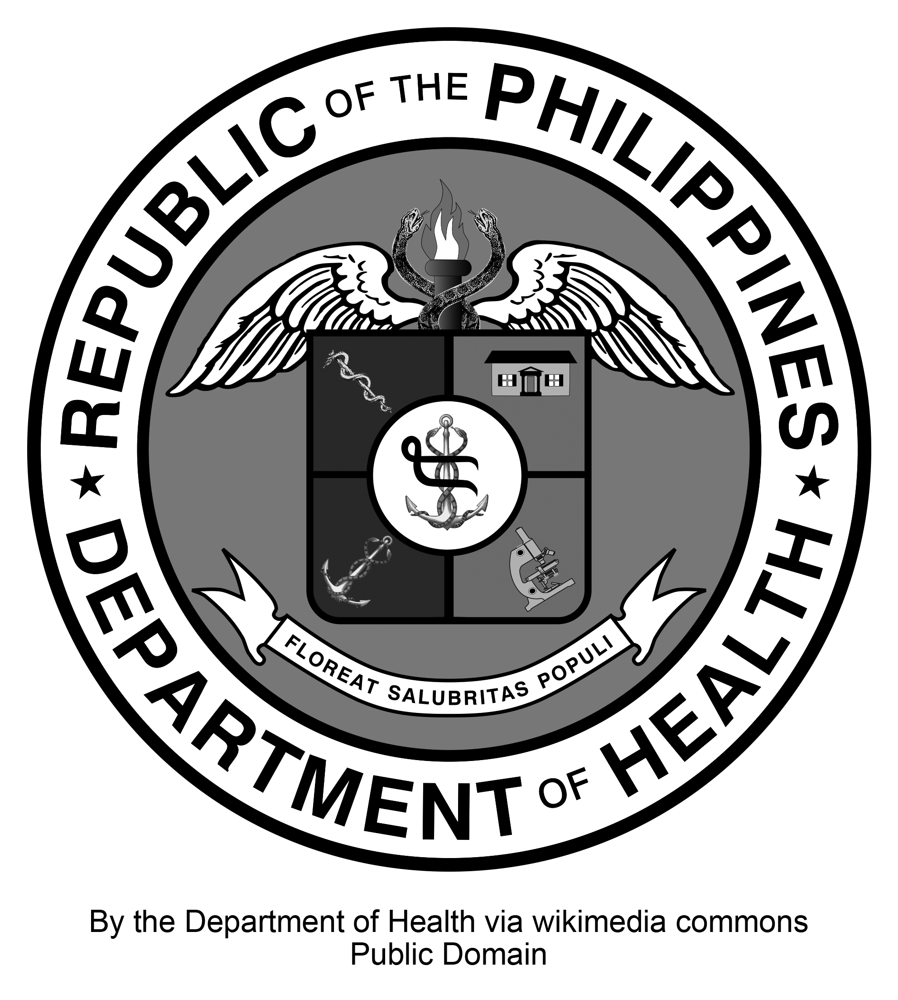 REPUBLIC OF THE PHILIPPINES
FLOREAT SALUBRITAS POPULI
★ DEPARTMENT OF HEALTH ★
By the Department of Health via wikimedia commons
Public Domain